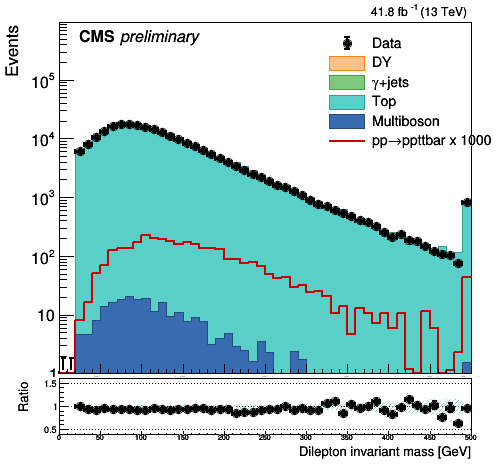 41.8 fb⁻¹ (13 TeV)
CMS preliminary
Events
Data
DY
γ+jets
Top
Multiboson
pp→ppttbar x 1000
10⁵
10⁴
10³
10²
10
1
Ratio
1.5
1
0.5
0 50 100 150 200 250 300 350 400 450 500
Dilepton invariant mass [GeV]